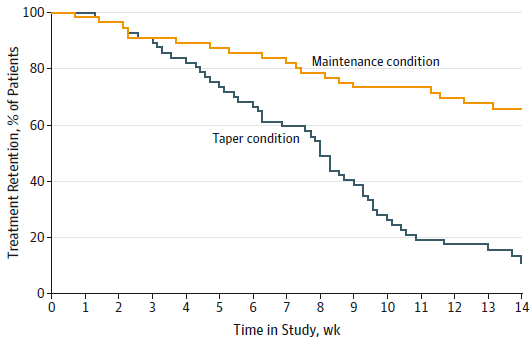 Treatment Retention, % of Patients
100
80
60
40
20
0
Maintenance condition
Taper condition
0 1 2 3 4 5 6 7 8 9 10 11 12 13 14
Time in Study, wk